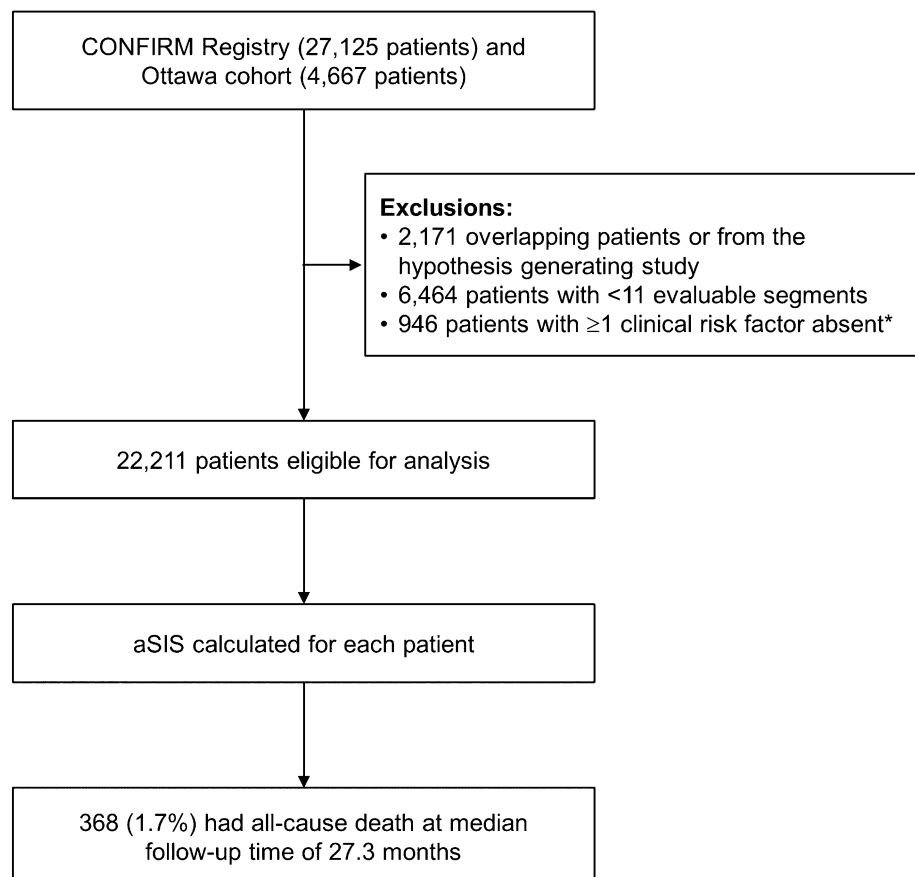 CONFIRM Registry (27,125 patients) and
Ottawa cohort (4,667 patients)
Exclusions:
• 2,171 overlapping patients or from the
hypothesis generating study
• 6,464 patients with <11 evaluable segments
• 946 patients with ≥1 clinical risk factor absent*
22,211 patients eligible for analysis
aSIS calculated for each patient
368 (1.7%) had all-cause death at median
follow-up time of 27.3 months